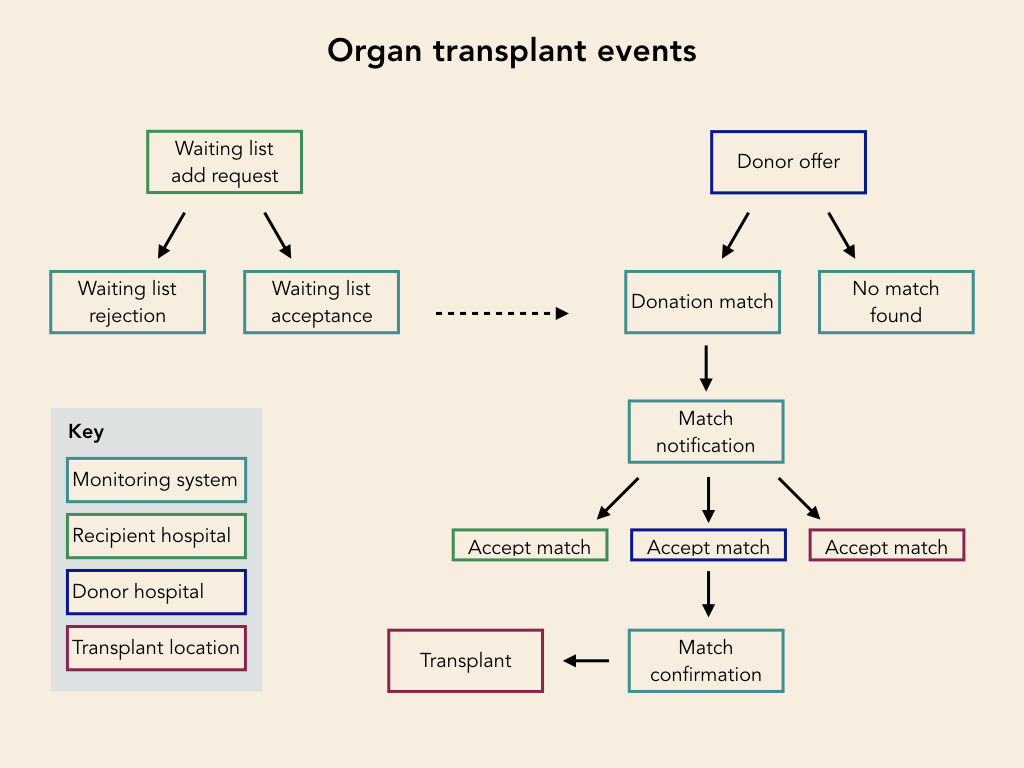 Organ transplant events
Waiting list
add request
Donor offer
Waiting list
rejection
Waiting list
acceptance
Donation match
No match
found
Match
notification
Key
Monitoring system
Recipient hospital
Donor hospital
Transplant location
Accept match
Accept match
Accept match
Transplant
Match
confirmation